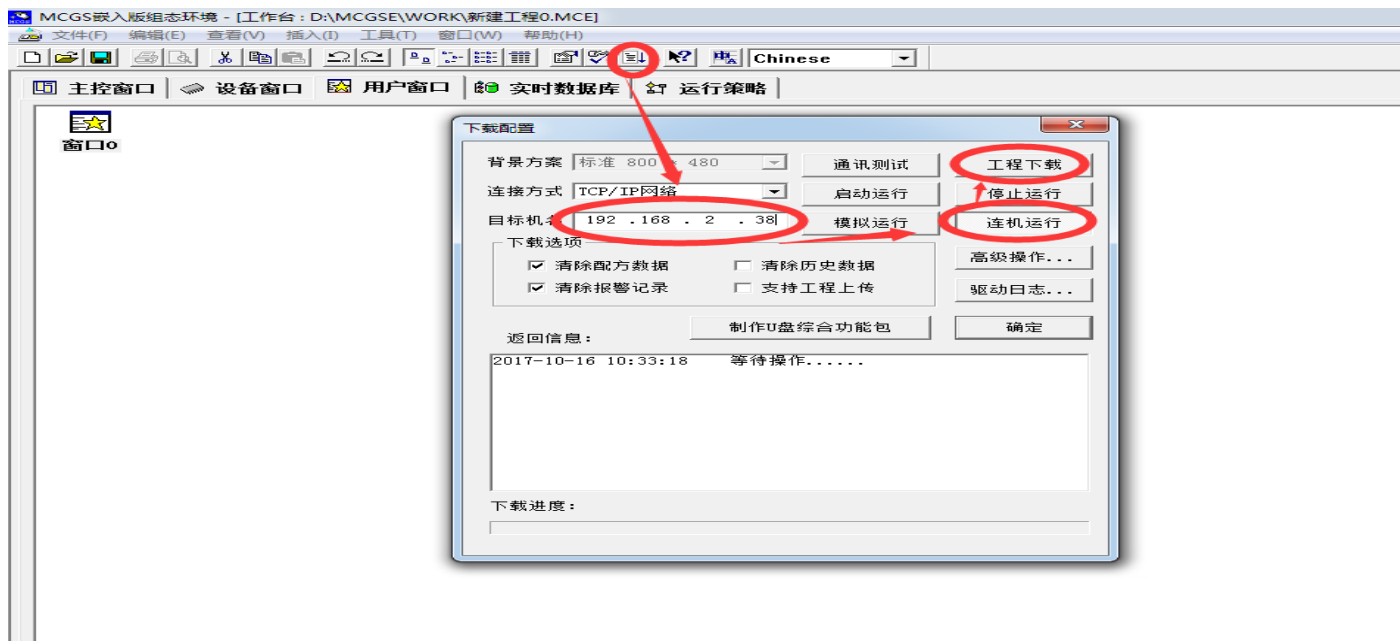 MCGS嵌入版组态环境 - [工作台 : D:\MCGSE\WORK\新建工程0.MCE]
文件(F) 编辑(E) 查看(V) 插入(I) 工具(T) 窗口(W) 帮助(H)
Chinese
主控窗口 设备窗口 用户窗口 实时数据库 运行策略
窗口0
下载配置
背景方案 标准 800 x 480 通讯测试 工程下载
连接方式 TCP/IP网络 启动运行 停止运行
目标机名 192 .168 . 2 . 38 模拟运行 连机运行
下载选项
清除配方数据 清除历史数据 高级操作...
清除报警记录 支持工程上传 驱动日志...
返回信息: 制作U盘综合功能包 确定
2017-10-16 10:33:18 等待操作......
下载进度: